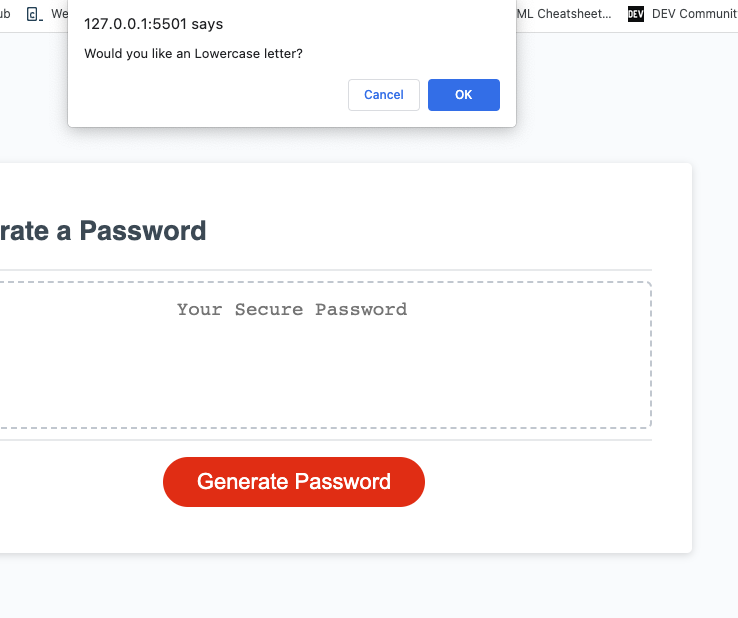 ub
We
ML Cheatsheet...
DEV
DEV Communit
127.0.0.1:5501 says
Would you like an Lowercase letter?
Cancel
OK
rate a Password
Your Secure Password
Generate Password